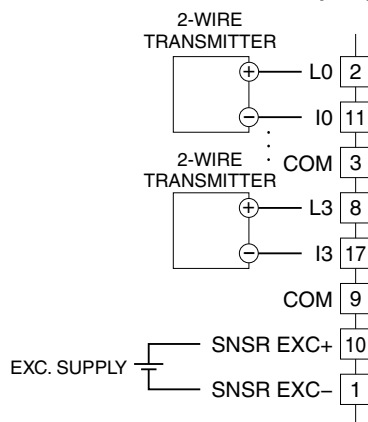 2-WIRE
TRANSMITTER
+ L0 2
− I0 11
COM 3
2-WIRE
TRANSMITTER
+ L3 8
− I3 17
COM 9
SNSR EXC+ 10
EXC. SUPPLY
SNSR EXC− 1